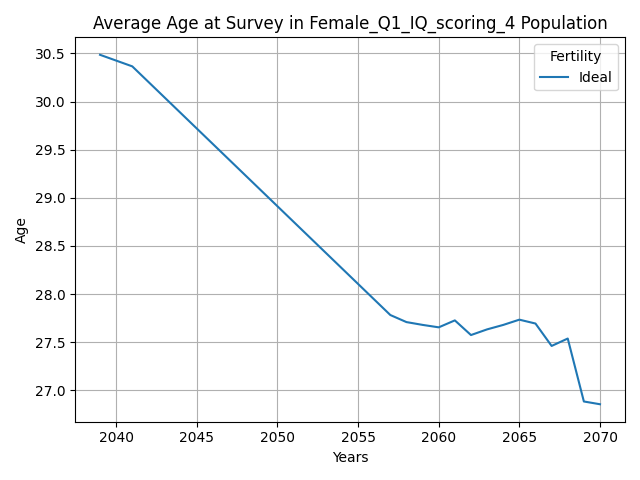 Average Age at Survey in Female_Q1_IQ_scoring_4 Population
Fertility
Ideal
30.5
30.0
29.5
29.0
28.5
28.0
27.5
27.0
Age
2040 2045 2050 2055 2060 2065 2070
Years